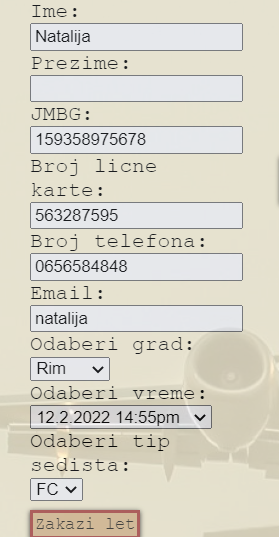 Ime:
Natalija
Prezime:
JMBG:
159358975678
Broj licne
karte:
563287595
Broj telefona:
0656584848
Email:
natalija
Odaberi grad:
Rim
Odaberi vreme:
12.2.2022 14:55pm
Odaberi tip
sedista:
FC
Zakazi let